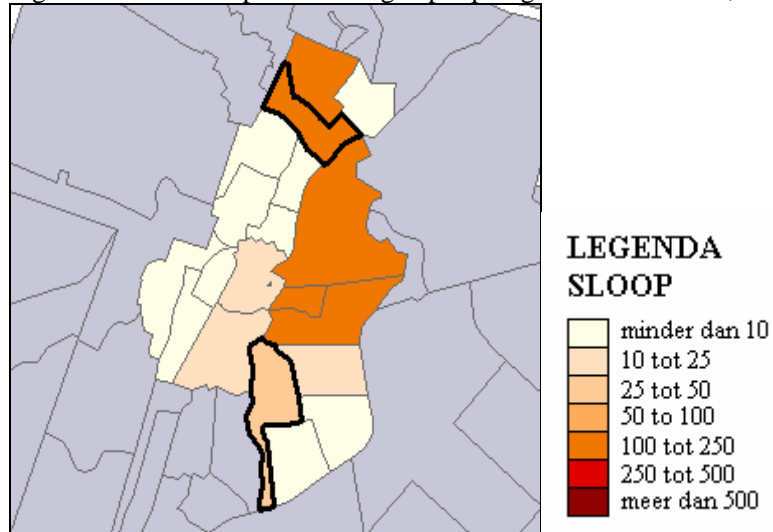 LEGENDA
SLOOP
minder dan 10
10 tot 25
25 tot 50
50 to 100
100 tot 250
250 tot 500
meer dan 500